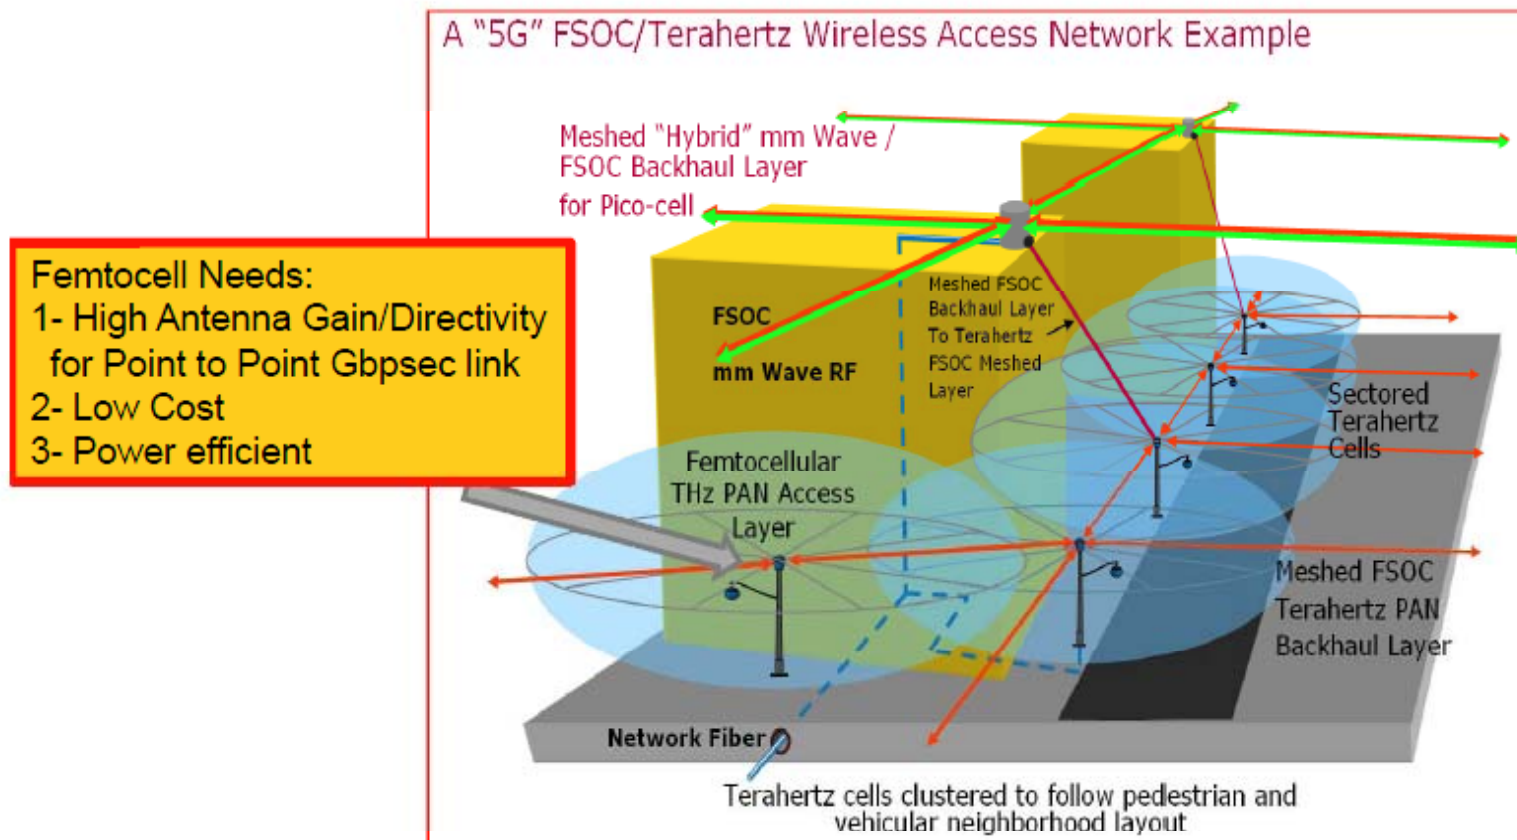 A "5G" FSOC/Terahertz Wireless Access Network Example
Meshed "Hybrid" mm Wave /
FSOC Backhaul Layer
for Pico-cell
Femtocell Needs:
1- High Antenna Gain/Directivity
for Point to Point Gbpsec link
2- Low Cost
3- Power efficient
FSOC
mm Wave RF
Meshed FSOC
Backhaul Layer
To Terahertz
FSOC Meshed
Layer
Sectored
Terahertz
Cells
Femtocellular
THz PAN Access
Layer
Meshed FSOC
Terahertz PAN
Backhaul Layer
Network Fiber
Terahertz cells clustered to follow pedestrian and
vehicular neighborhood layout